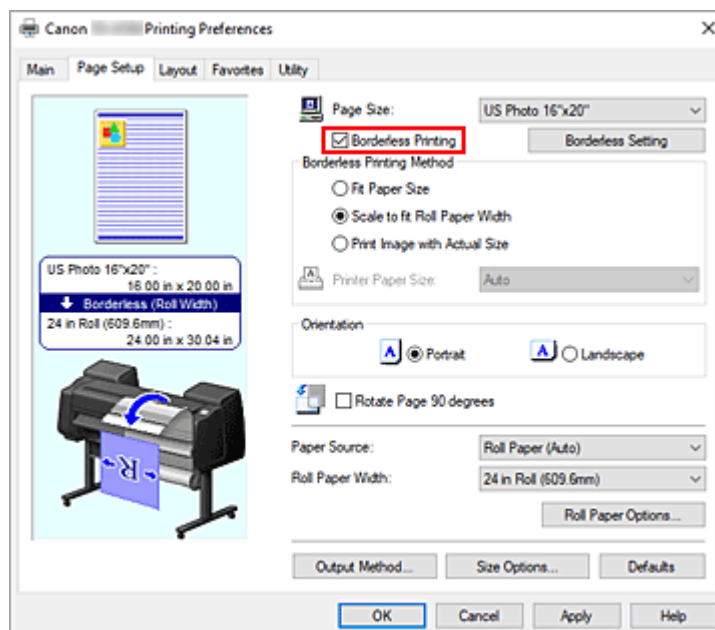 Canon Printing Preferences
Main Page Setup Layout Favorites Utility
Page Size: US Photo 16"x20"
Borderless Printing Borderless Setting
Borderless Printing Method
Fit Paper Size
Scale to fit Roll Paper Width
Print Image with Actual Size
Printer Paper Size: Auto
US Photo 16"x20" :
16.00 in x 20.00 in
Borderless (Roll Width)
24 in Roll (609.6mm) :
24.00 in x 30.04 in
R
Orientation
A Portrait A Landscape
Rotate Page 90 degrees
Paper Source: Roll Paper (Auto)
Roll Paper Width: 24 in Roll (609.6mm)
Roll Paper Options...
Output Method... Size Options... Defaults
OK Cancel Apply Help